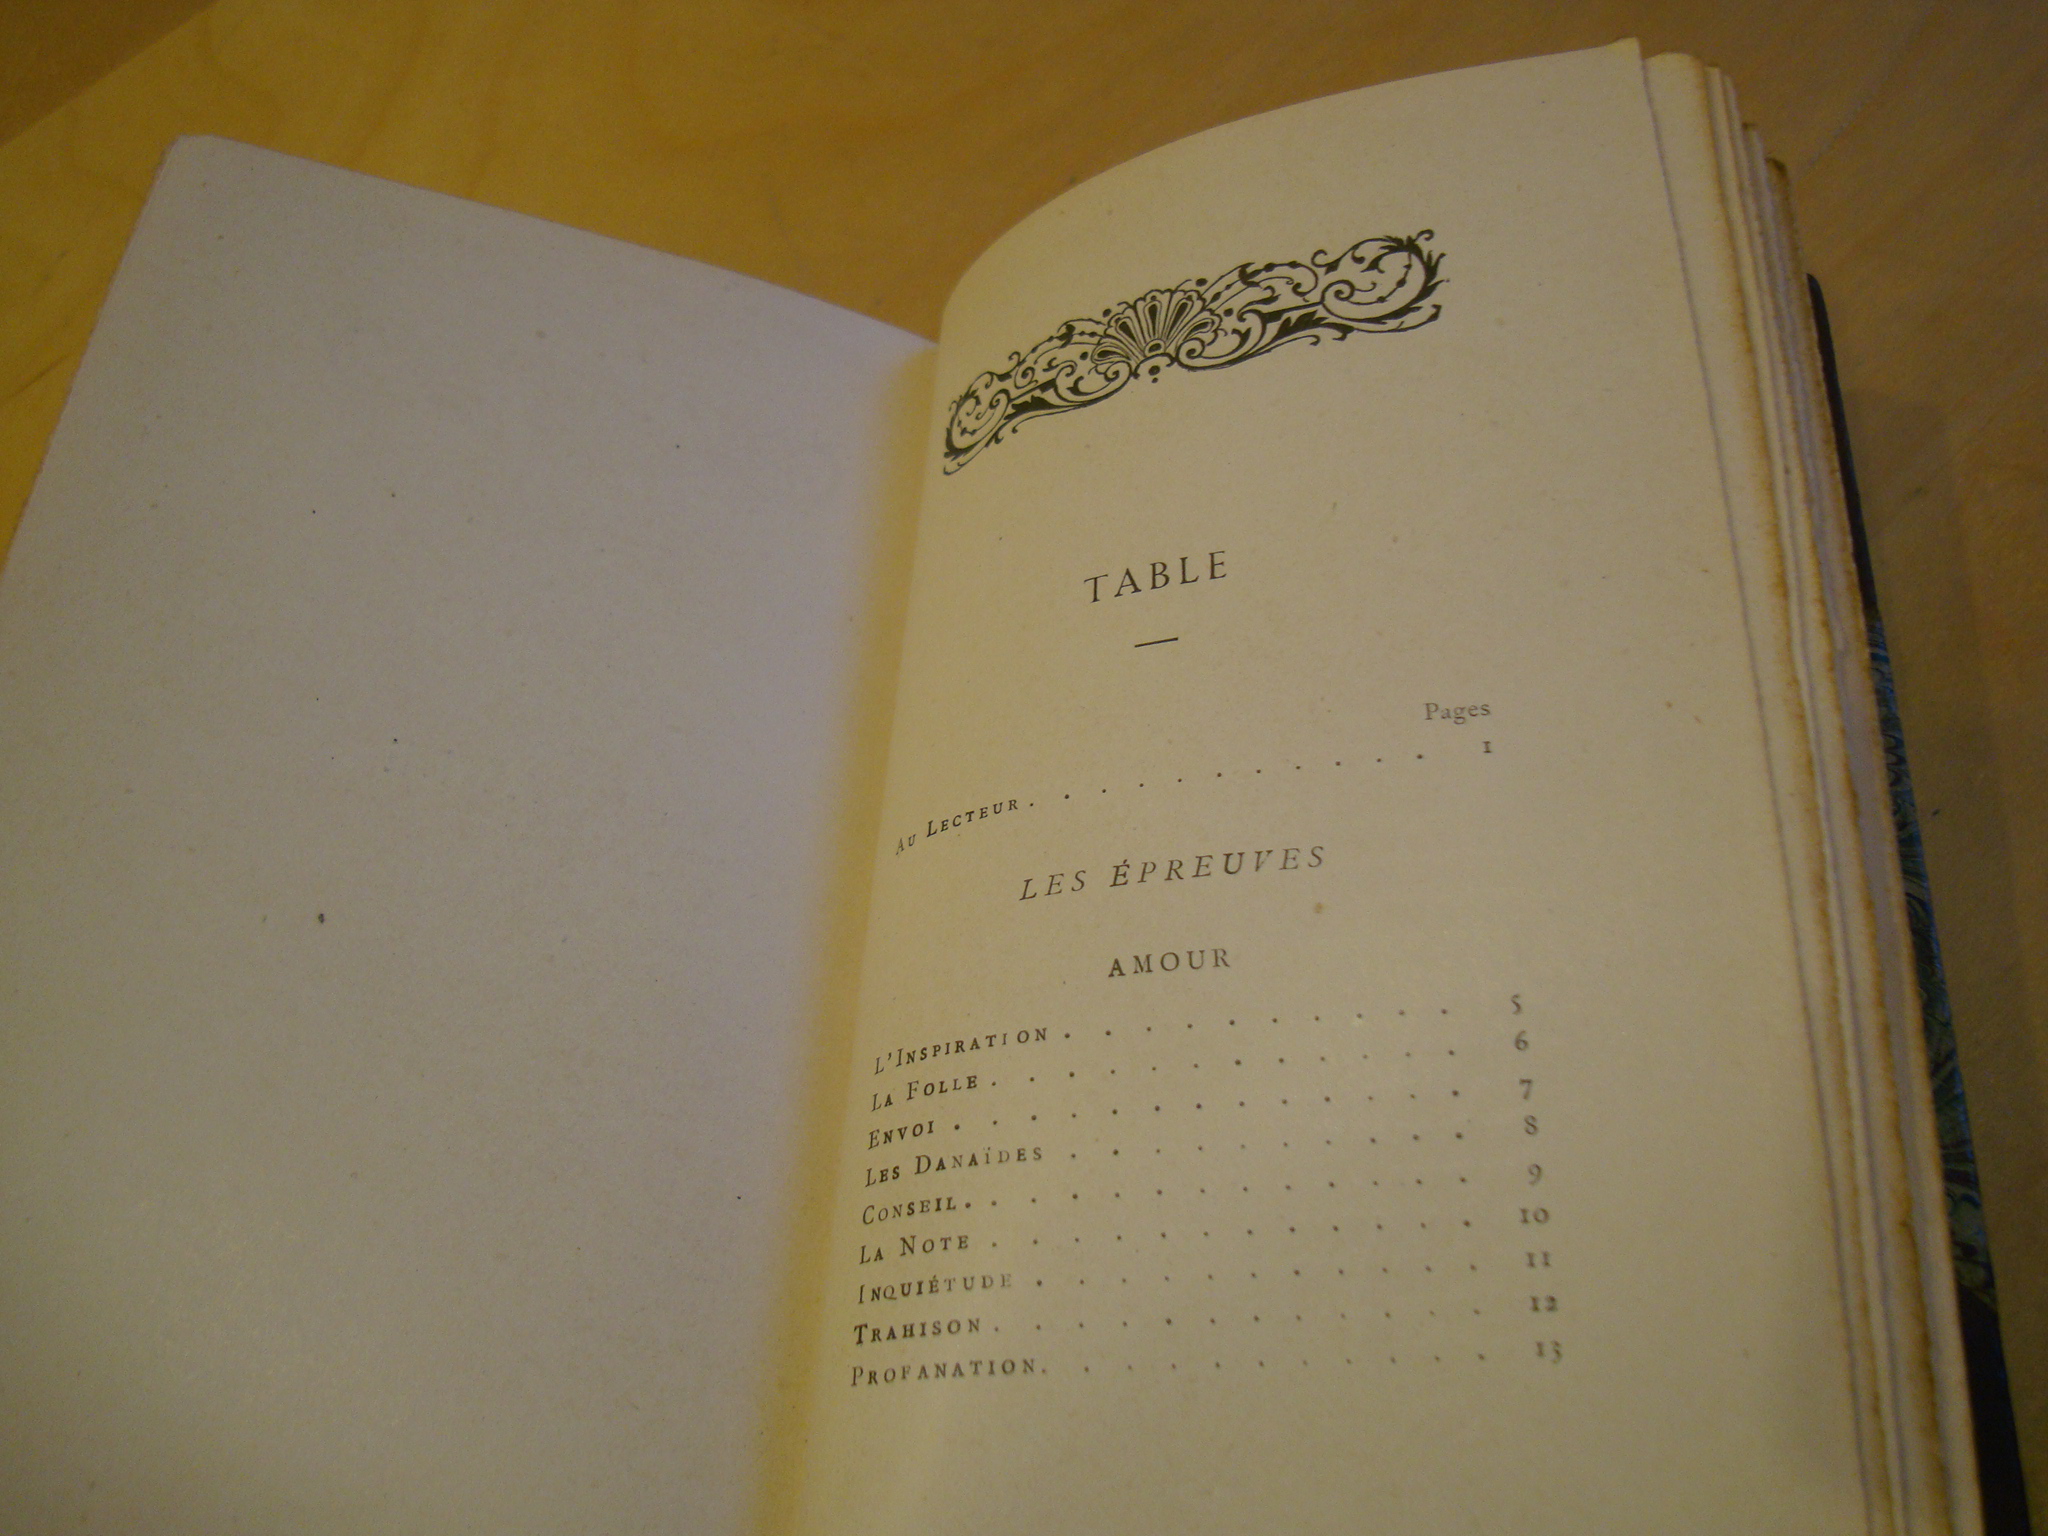 TABLE
Pages
Au Lecteur . . . . . . . . . . . 1
LES ÉPREUVES
AMOUR
L'Inspiration . . . . . . . . . . 5
La Folle . . . . . . . . . . . . 6
Envoi . . . . . . . . . . . . . 7
Les Danaïdes . . . . . . . . . . 8
Conseil . . . . . . . . . . . . . 9
La Note . . . . . . . . . . . . 10
Inquiétude . . . . . . . . . . . 11
Trahison . . . . . . . . . . . . 12
Profanation . . . . . . . . . . . 13